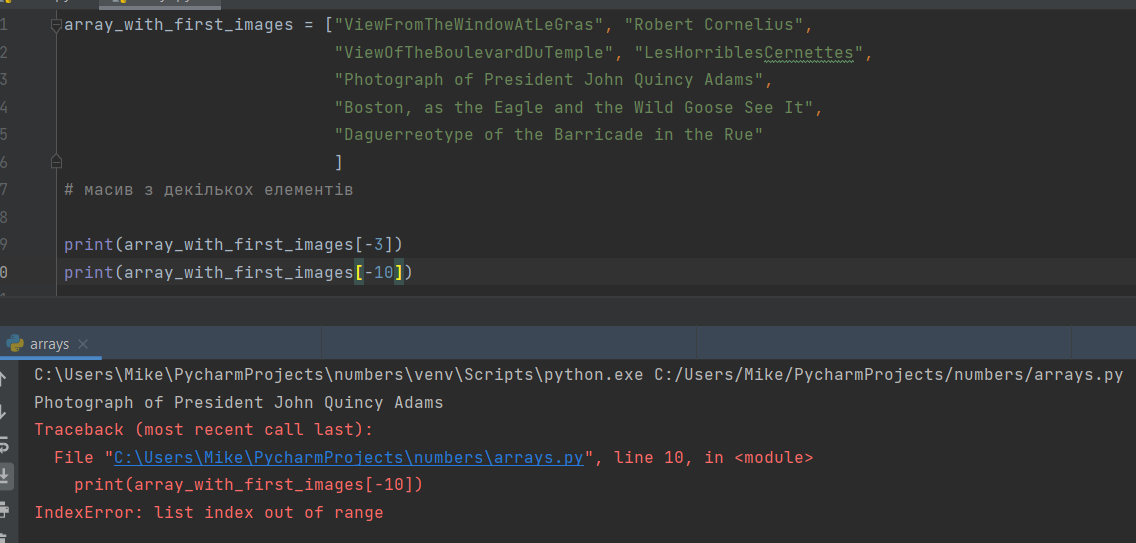 1 array_with_first_images = ["ViewFromTheWindowAtLeGras", "Robert Cornelius",
2 "ViewOfTheBoulevardDuTemple", "LesHorriblesCernettes",
3 "Photograph of President John Quincy Adams",
4 "Boston, as the Eagle and the Wild Goose See It",
5 "Daguerreotype of the Barricade in the Rue"
6 ]
7 # масив з декількох елементів
8
9 print(array_with_first_images[-3])
0 print(array_with_first_images[-10])
arrays
C:\Users\Mike\PycharmProjects\numbers\venv\Scripts\python.exe C:/Users/Mike/PycharmProjects/numbers/arrays.py
Photograph of President John Quincy Adams
Traceback (most recent call last):
File "C:\Users\Mike\PycharmProjects\numbers\arrays.py", line 10, in <module>
print(array_with_first_images[-10])
IndexError: list index out of range